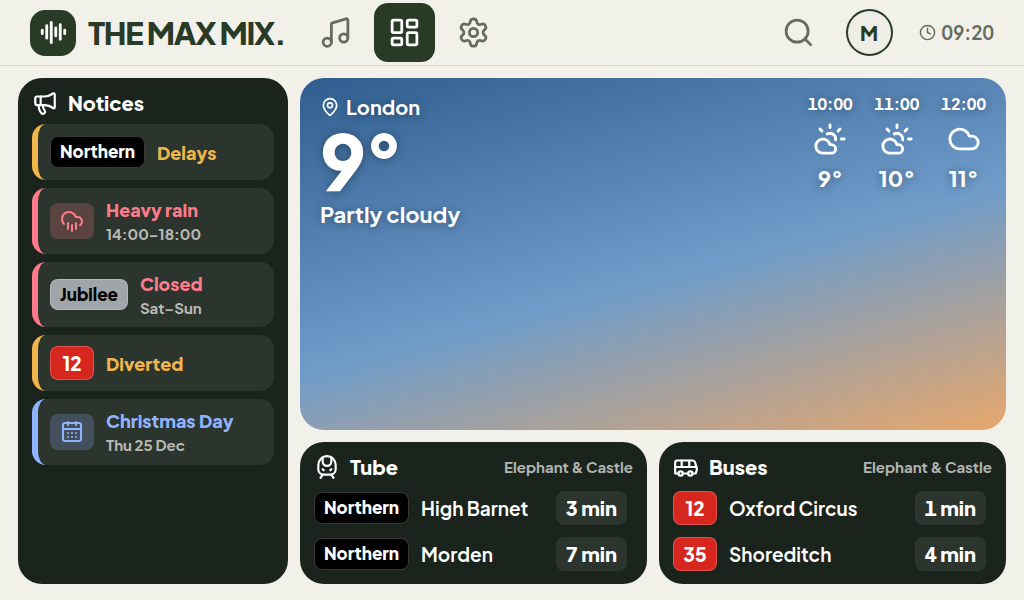 THE MAX MIX.
M
09:20
Notices
Northern Delays
Heavy rain
14:00–18:00
Jubilee Closed
Sat–Sun
12 Diverted
Christmas Day
Thu 25 Dec
London
9°
Partly cloudy
10:00 11:00 12:00
9° 10° 11°
Tube Elephant & Castle
Northern High Barnet 3 min
Northern Morden 7 min
Buses Elephant & Castle
12 Oxford Circus 1 min
35 Shoreditch 4 min